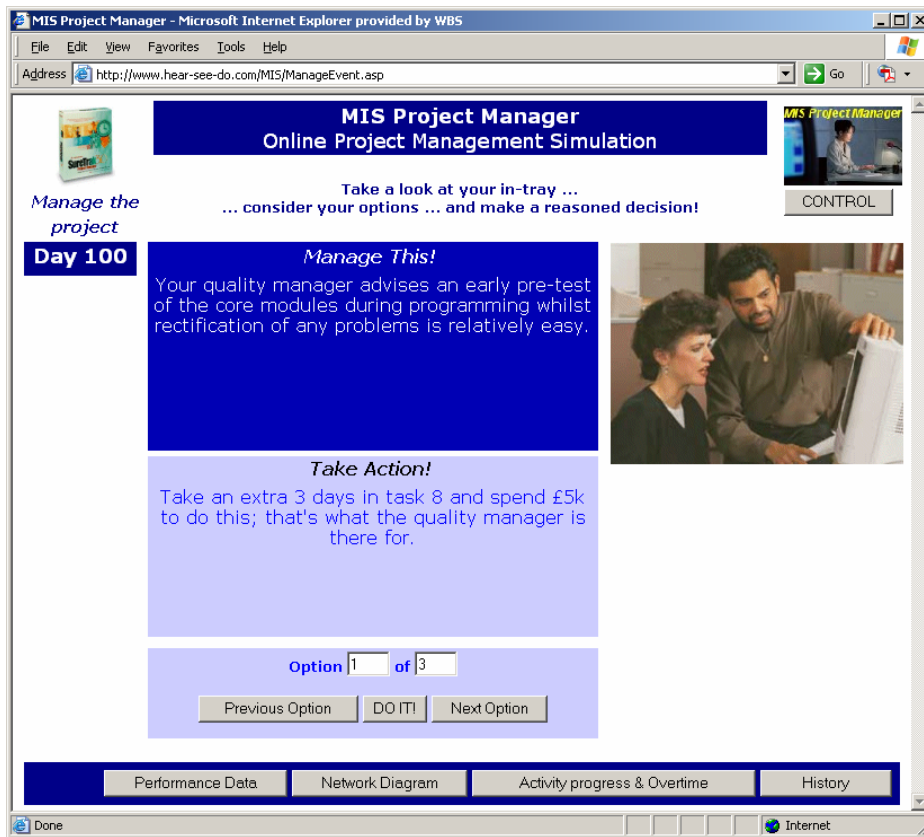 MIS Project Manager - Microsoft Internet Explorer provided by WBS
File Edit View Favorites Tools Help
Address http://www.hear-see-do.com/MIS/ManageEvent.asp Go
MIS Project Manager
Online Project Management Simulation
MIS Project Manager
SureTrak
Manage the
project
Take a look at your in-tray ...
... consider your options ... and make a reasoned decision!
CONTROL
Day 100
Manage This!
Your quality manager advises an early pre-test
of the core modules during programming whilst
rectification of any problems is relatively easy.
Take Action!
Take an extra 3 days in task 8 and spend £5k
to do this; that's what the quality manager is
there for.
Option 1 of 3
Previous Option DO IT! Next Option
Performance Data Network Diagram Activity progress & Overtime History
Done Internet